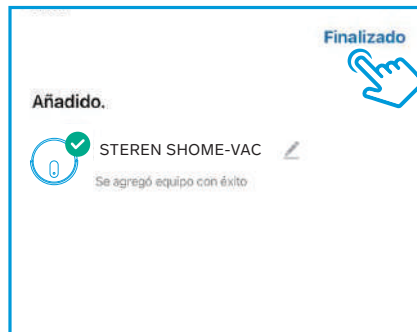 Finalizado
Añadido.
STEREN SHOME-VAC
Se agregó equipo con éxito